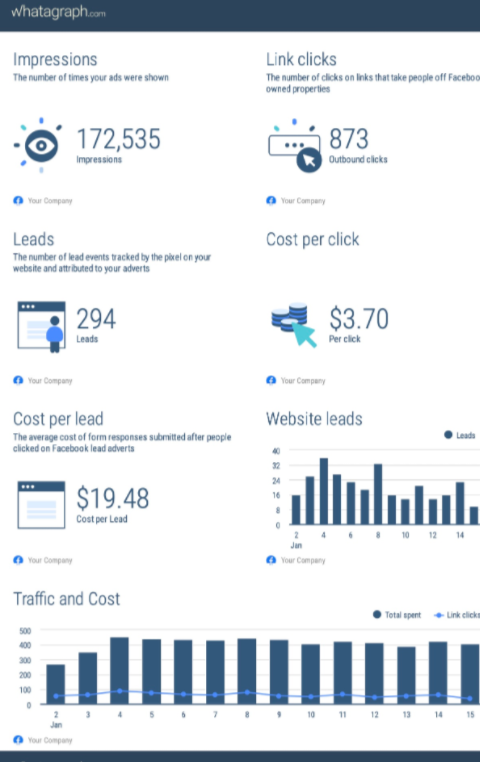 whatagraph.com
Impressions
The number of times your ads were shown
172,535
Impressions
Your Company
Link clicks
The number of clicks on links that take people off Faceboo
owned properties
873
Outbound clicks
Your Company
Leads
The number of lead events tracked by the pixel on your
website and attributed to your adverts
294
Leads
Your Company
Cost per click
$3.70
Per click
Your Company
Cost per lead
The average cost of form responses submitted after people
clicked on Facebook lead adverts
$19.48
Cost per Lead
Your Company
Website leads
Leads
40
32
24
16
8
0
2 4 6 8 10 12 14
Jan
Your Company
Traffic and Cost
Total spent Link clicks
500
400
300
200
100
0
2 3 4 5 6 7 8 9 10 11 12 13 14 15
Jan
Your Company